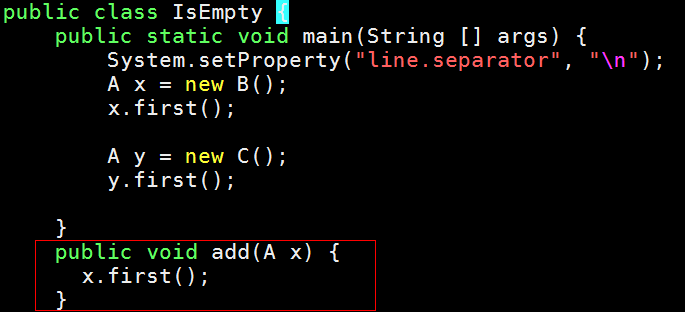 public class IsEmpty {
    public static void main(String [] args) {
        System.setProperty("line.separator", "\n");
        A x = new B();
        x.first();

        A y = new C();
        y.first();

    }
    public void add(A x) {
      x.first();
    }